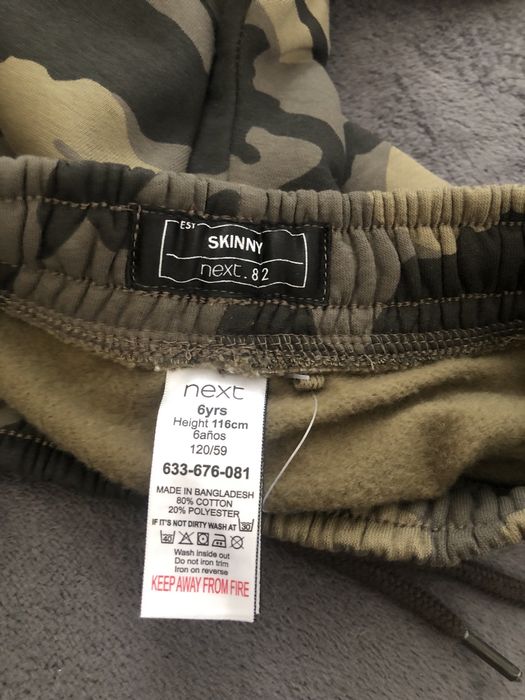 EST
SKINNY
next.82
next
6yrs
Height 116cm
6años
120/59
633-676-081
MADE IN BANGLADESH
80% COTTON
20% POLYESTER
IF IT'S NOT DIRTY WASH AT 30
40
Wash inside out
Do not iron trim
Iron on reverse
KEEP AWAY FROM FIRE